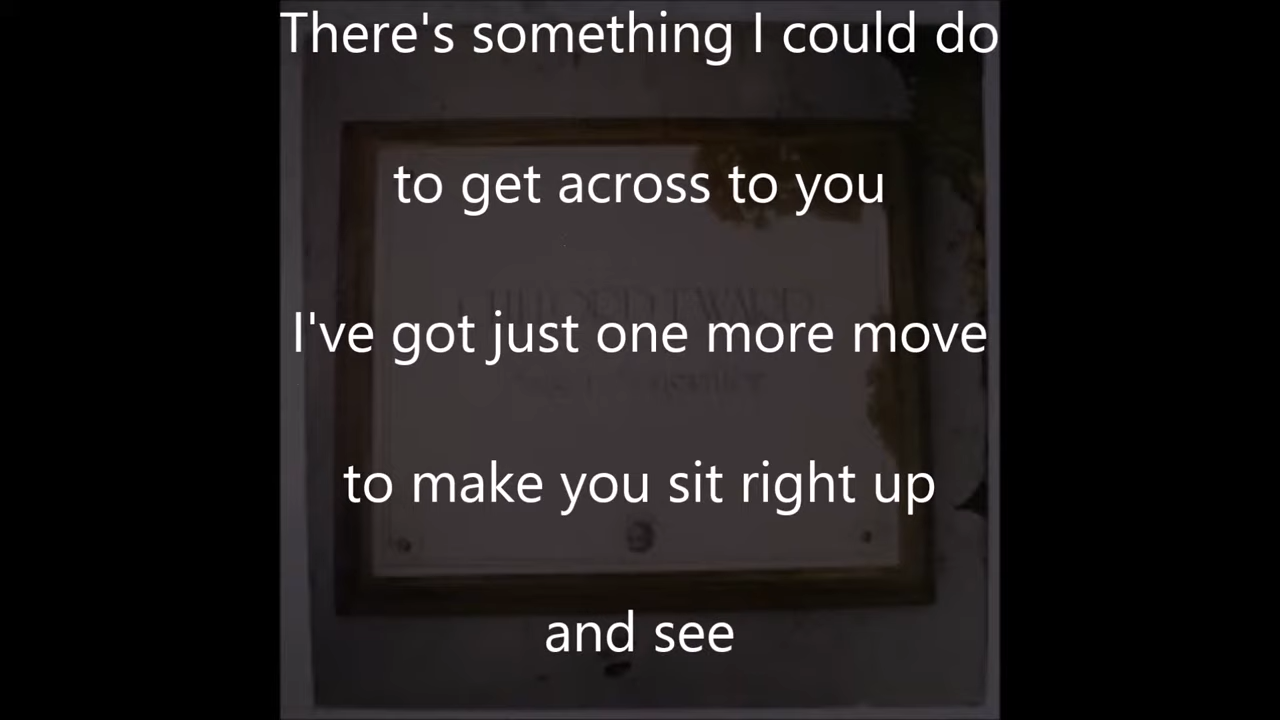 There's something I could do
to get across to you
I've got just one more move
to make you sit right up
and see